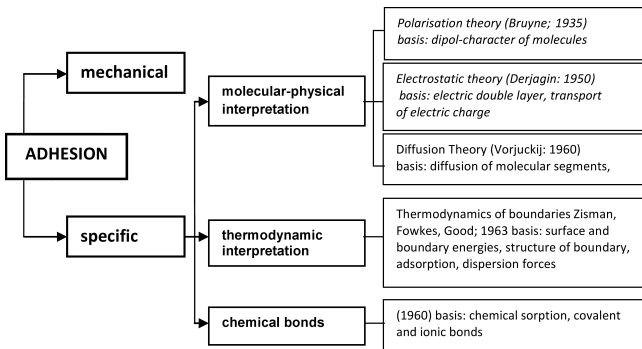 Polarisation theory (Bruyne; 1935)
basis: dipol-character of molecules
mechanical
molecular-physical
interpretation
Electrostatic theory (Derjagin: 1950)
basis: electric double layer, transport
of electric charge
ADHESION
Diffusion Theory (Vorjuckij: 1960)
basis: diffusion of molecular segments,
specific
thermodynamic
interpretation
Thermodynamics of boundaries Zisman,
Fowkes, Good; 1963 basis: surface and
boundary energies, structure of boundary,
adsorption, dispersion forces
chemical bonds
(1960) basis: chemical sorption, covalent
and ionic bonds